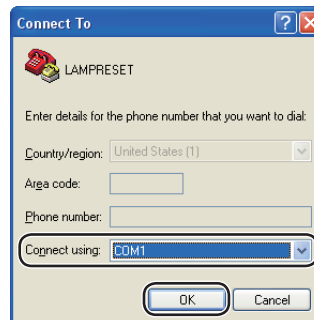 Connect To
LAMPRESET
Enter details for the phone number that you want to dial:
Country/region: United States (1)
Area code:
Phone number:
Connect using: COM1
OK Cancel